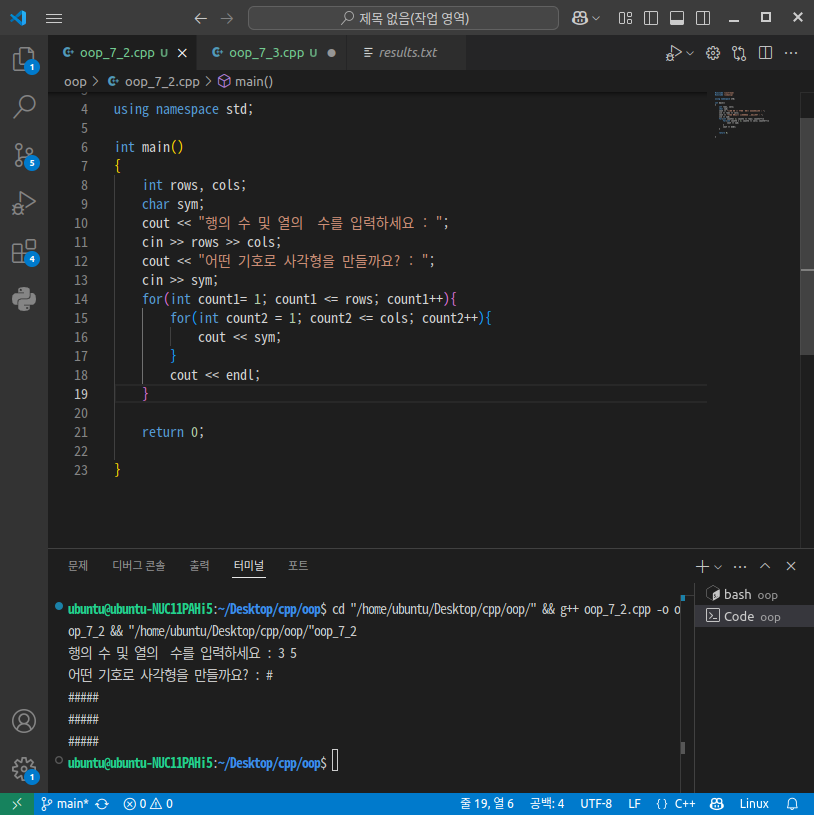 제목 없음(작업 영역)
oop_7_2.cpp U
oop_7_3.cpp U
results.txt
oop > oop_7_2.cpp > main()
4 using namespace std;
5
6 int main()
7 {
8 int rows, cols;
9 char sym;
10 cout << "행의 수 및 열의  수를 입력하세요 : ";
11 cin >> rows >> cols;
12 cout << "어떤 기호로 사각형을 만들까요? : ";
13 cin >> sym;
14 for(int count1= 1; count1 <= rows; count1++){
15 for(int count2 = 1; count2 <= cols; count2++){
16 cout << sym;
17 }
18 cout << endl;
19 }
20
21 return 0;
22
23 }
1
5
4
1
문제 디버그 콘솔 출력 터미널 포트
ubuntu@ubuntu-NUC11PAHi5:~/Desktop/cpp/oop$ cd "/home/ubuntu/Desktop/cpp/oop/" && g++ oop_7_2.cpp -o o
op_7_2 && "/home/ubuntu/Desktop/cpp/oop/"oop_7_2
행의 수 및 열의  수를 입력하세요 : 3 5
어떤 기호로 사각형을 만들까요? : #
#####
#####
#####
ubuntu@ubuntu-NUC11PAHi5:~/Desktop/cpp/oop$
bash oop
Code oop
main* 0 0 줄 19, 열 6 공백: 4 UTF-8 LF {} C++ Linux